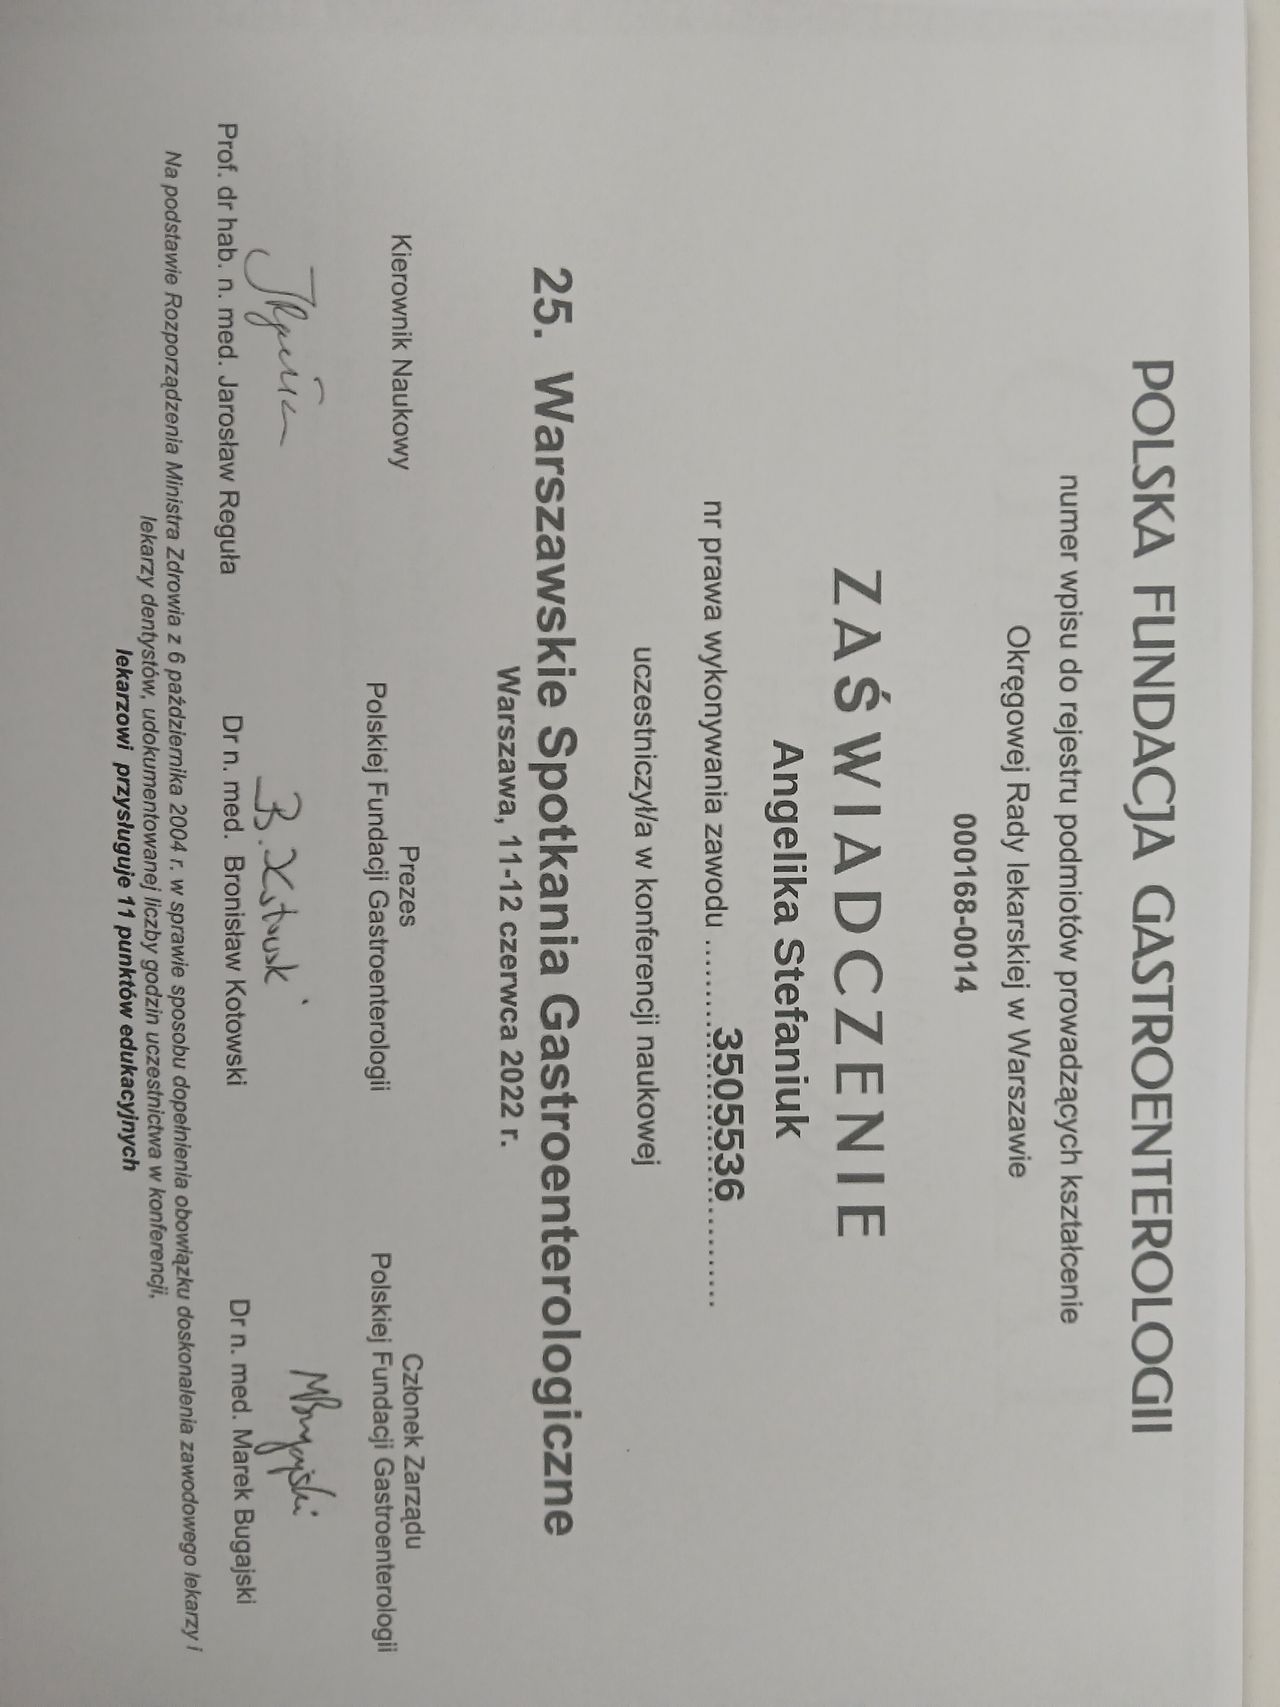 POLSKA FUNDACJA GASTROENTEROLOGII
numer wpisu do rejestru podmiotów prowadzących kształcenie
Okręgowej Rady lekarskiej w Warszawie
000168-0014
ZAŚWIADCZENIE
Angelika Stefaniuk
nr prawa wykonywania zawodu ..........3505536..........
uczestniczył/a w konferencji naukowej
25. Warszawskie Spotkania Gastroenterologiczne
Warszawa, 11-12 czerwca 2022 r.
Kierownik Naukowy
Prezes
Polskiej Fundacji Gastroenterologii
Członek Zarządu
Polskiej Fundacji Gastroenterologii
MBugajski
Prof. dr hab. n. med. Jarosław Reguła
Dr n. med. Bronisław Kotowski
Dr n. med. Marek Bugajski
Na podstawie Rozporządzenia Ministra Zdrowia z 6 października 2004 r. w sprawie sposobu dopełnienia obowiązku doskonalenia zawodowego lekarzy i
lekarzy dentystów, udokumentowanej liczby godzin uczestnictwa w konferencji,
lekarzowi przysługuje 11 punktów edukacyjnych